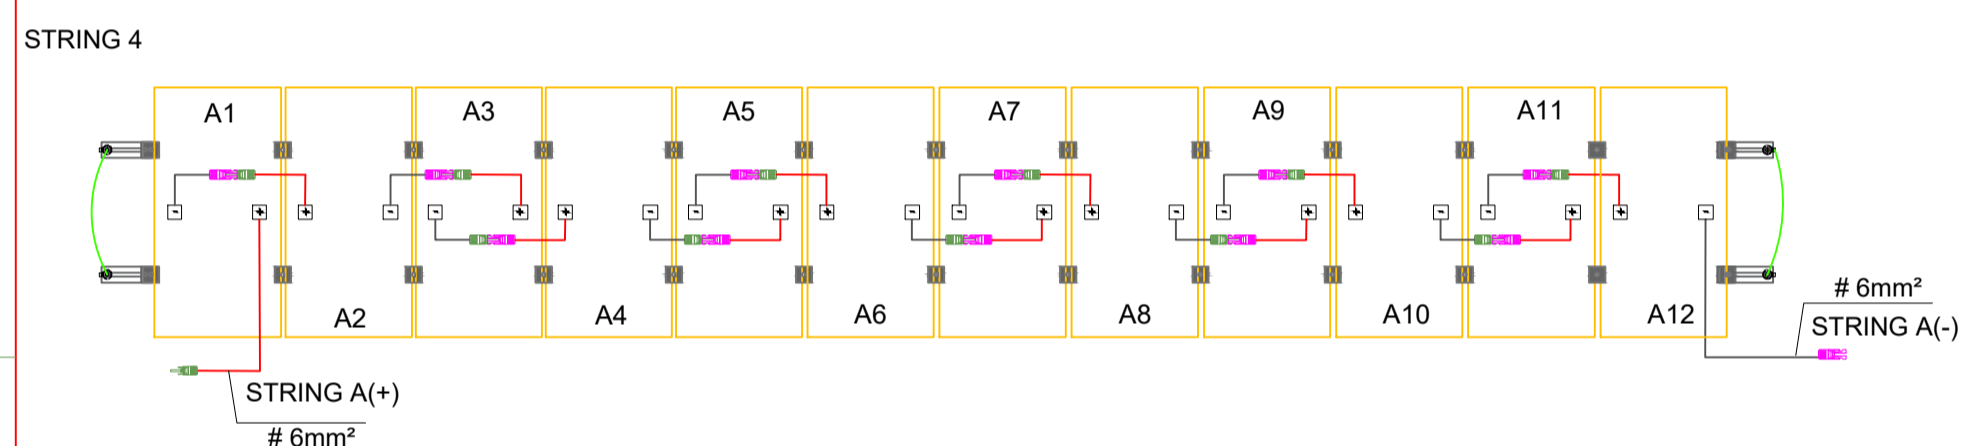 STRING 4
A1
A3
A5
A7
A9
A11
- + + - - + + - - + + - - + + - - + + - - + + -
A2
A4
A6
A8
A10
A12
# 6mm²
STRING A(-)
STRING A(+)
# 6mm²